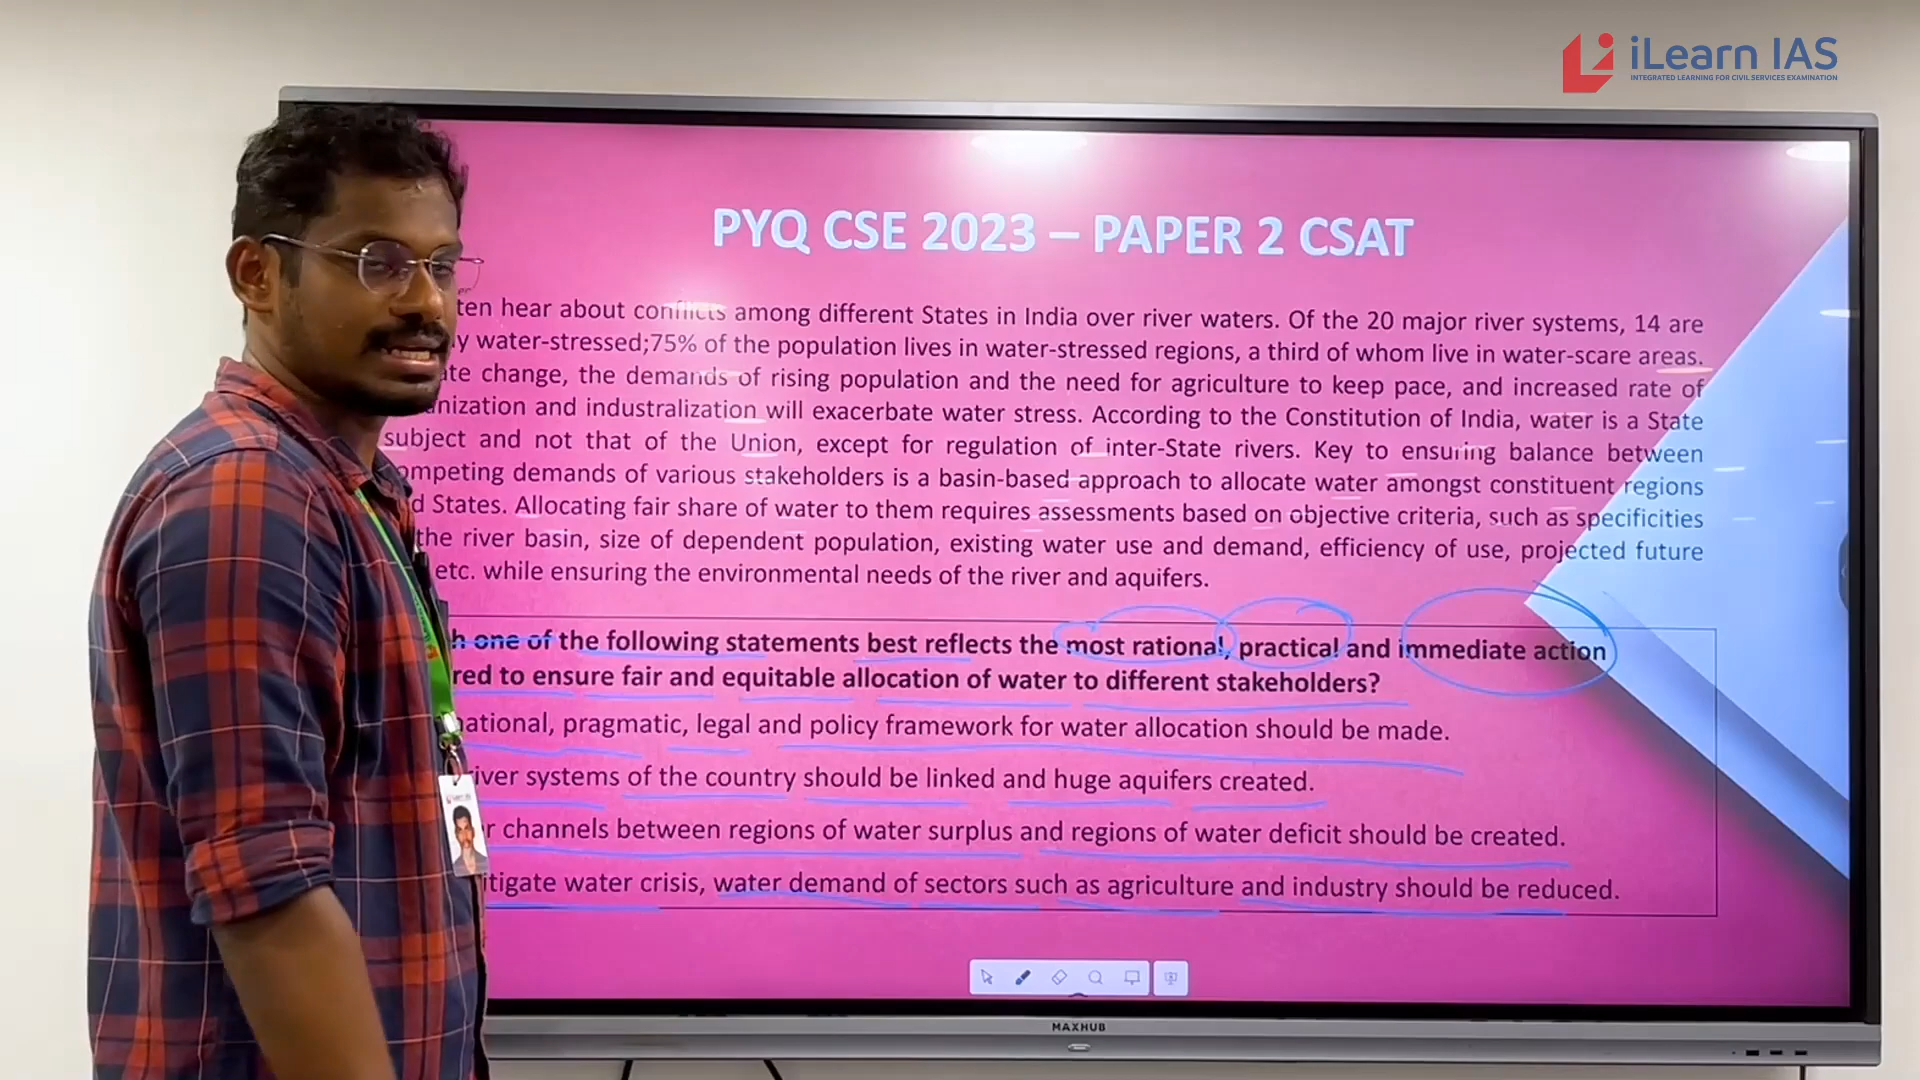 iLearn IAS
INTEGRATED LEARNING FOR CIVIL SERVICES EXAMINATION
PYQ CSE 2023 – PAPER 2 CSAT
hear about conflicts among different States in India over river waters. Of the 20 major river systems, 14 are
water-stressed;75% of the population lives in water-stressed regions, a third of whom live in water-scare areas.
change, the demands of rising population and the need for agriculture to keep pace, and increased rate of
and industralization will exacerbate water stress. According to the Constitution of India, water is a State
subject and not that of the Union, except for regulation of inter-State rivers. Key to ensuring balance between
demands of various stakeholders is a basin-based approach to allocate water amongst constituent regions
States. Allocating fair share of water to them requires assessments based on objective criteria, such as specificities
the river basin, size of dependent population, existing water use and demand, efficiency of use, projected future
etc. while ensuring the environmental needs of the river and aquifers.
one of the following statements best reflects the most rational, practical and immediate action
to ensure fair and equitable allocation of water to different stakeholders?
pragmatic, legal and policy framework for water allocation should be made.
systems of the country should be linked and huge aquifers created.
channels between regions of water surplus and regions of water deficit should be created.
water crisis, water demand of sectors such as agriculture and industry should be reduced.
MAXHUB